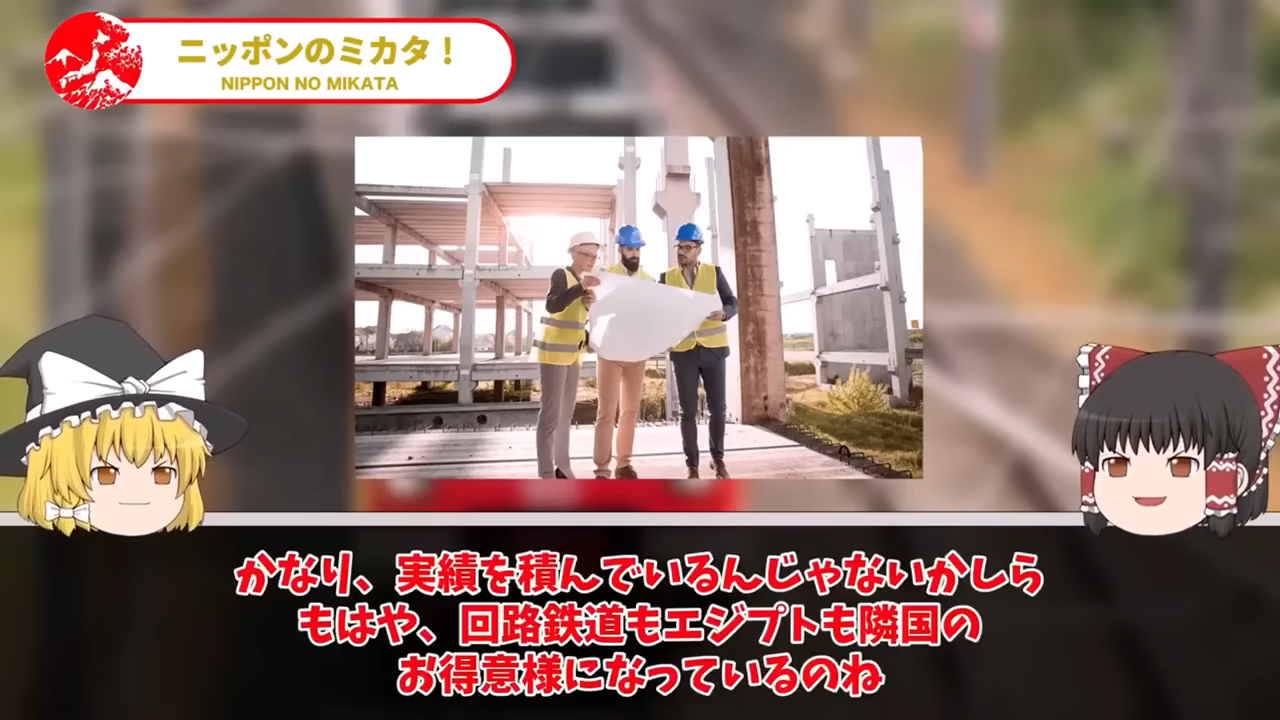 ニッポンのミカタ！
NIPPON NO MIKATA
かなり、実績を積んでいるんじゃないかしら
もはや、回路鉄道もエジプトも隣国の
お得意様になっているのね